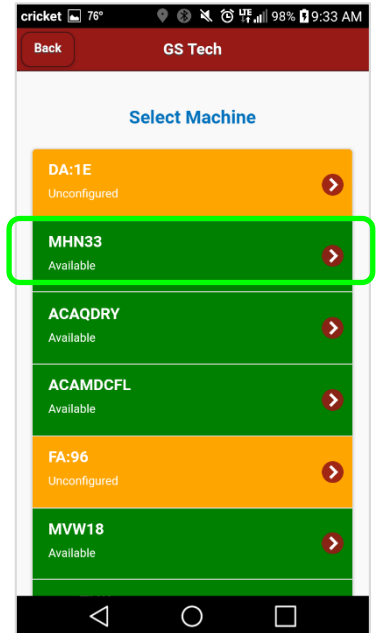 cricket 76° LTE 98% 9:33 AM
Back GS Tech
Select Machine
DA:1E
Unconfigured
MHN33
Available
ACAQDRY
Available
ACAMDCFL
Available
FA:96
Unconfigured
MVW18
Available